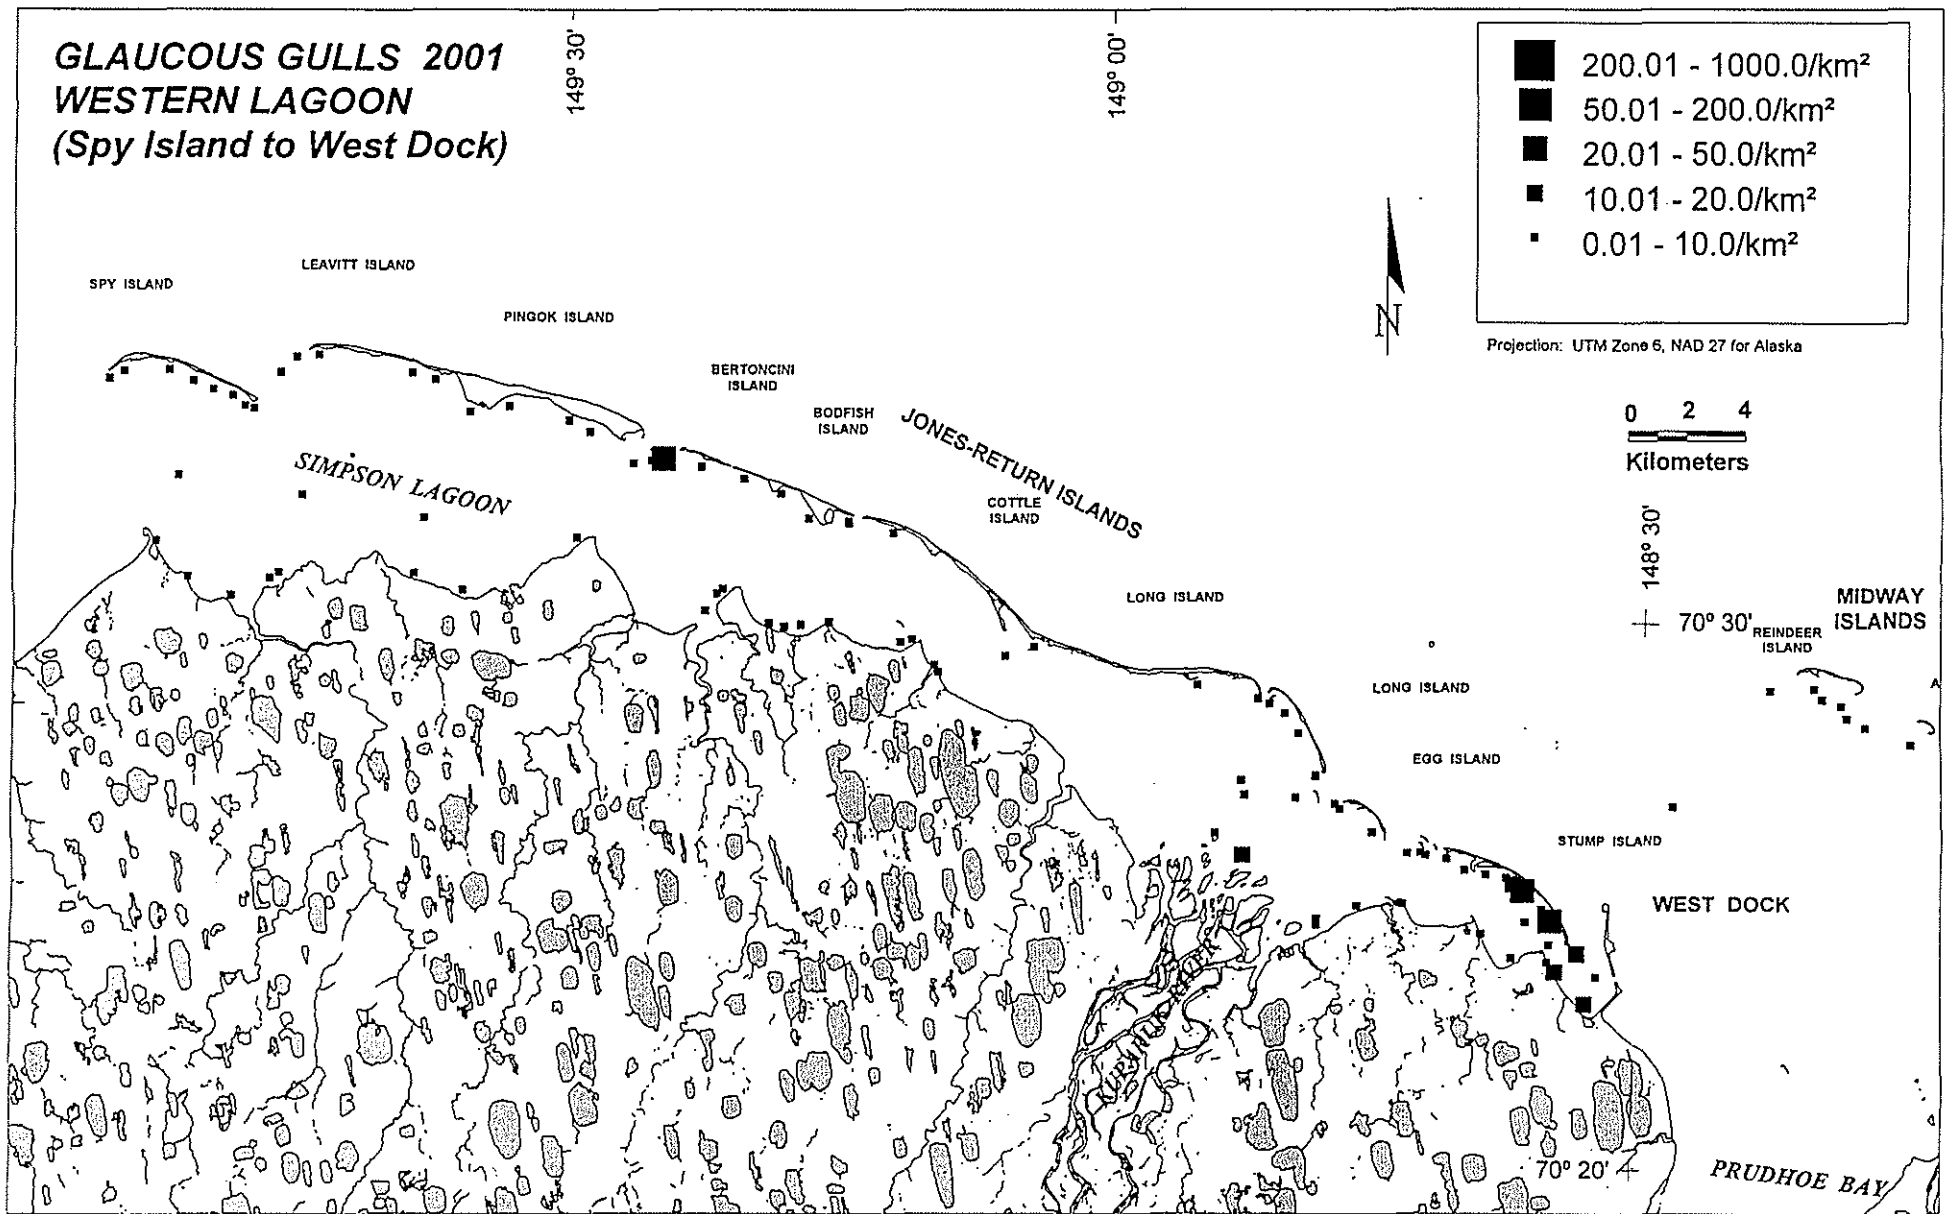 GLAUCOUS GULLS 2001
WESTERN LAGOON
(Spy Island to West Dock)
149° 30'
149° 00'
200.01 - 1000.0/km²
50.01 - 200.0/km²
20.01 - 50.0/km²
10.01 - 20.0/km²
0.01 - 10.0/km²
Projection: UTM Zone 6, NAD 27 for Alaska
N
0 2 4
Kilometers
SPY ISLAND
LEAVITT ISLAND
PINGOK ISLAND
BERTONCINI
ISLAND
BODFISH
ISLAND
JONES-RETURN ISLANDS
COTTLE
ISLAND
SIMPSON LAGOON
LONG ISLAND
148° 30'
70° 30'
MIDWAY
ISLANDS
REINDEER
ISLAND
A
LONG ISLAND
EGG ISLAND
STUMP ISLAND
WEST DOCK
KUPARUK RIVER
70° 20'
PRUDHOE BAY